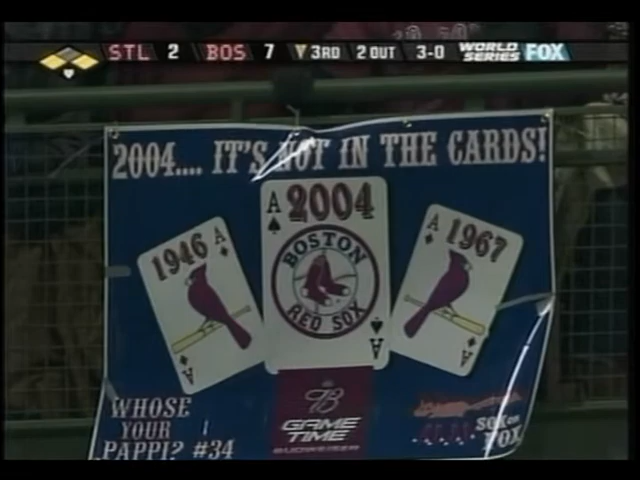 STL 2 BOS 7 3RD 2 OUT 3-0 WORLD SERIES FOX
2004.... IT'S NOT IN THE CARDS!
A 2004
1946 A
A 1967
BOSTON
RED SOX
A
A
A
WHOSE
YOUR
PAPPI? #34
B
GAME
TIME
BUDWEISER
SOX on
FOX